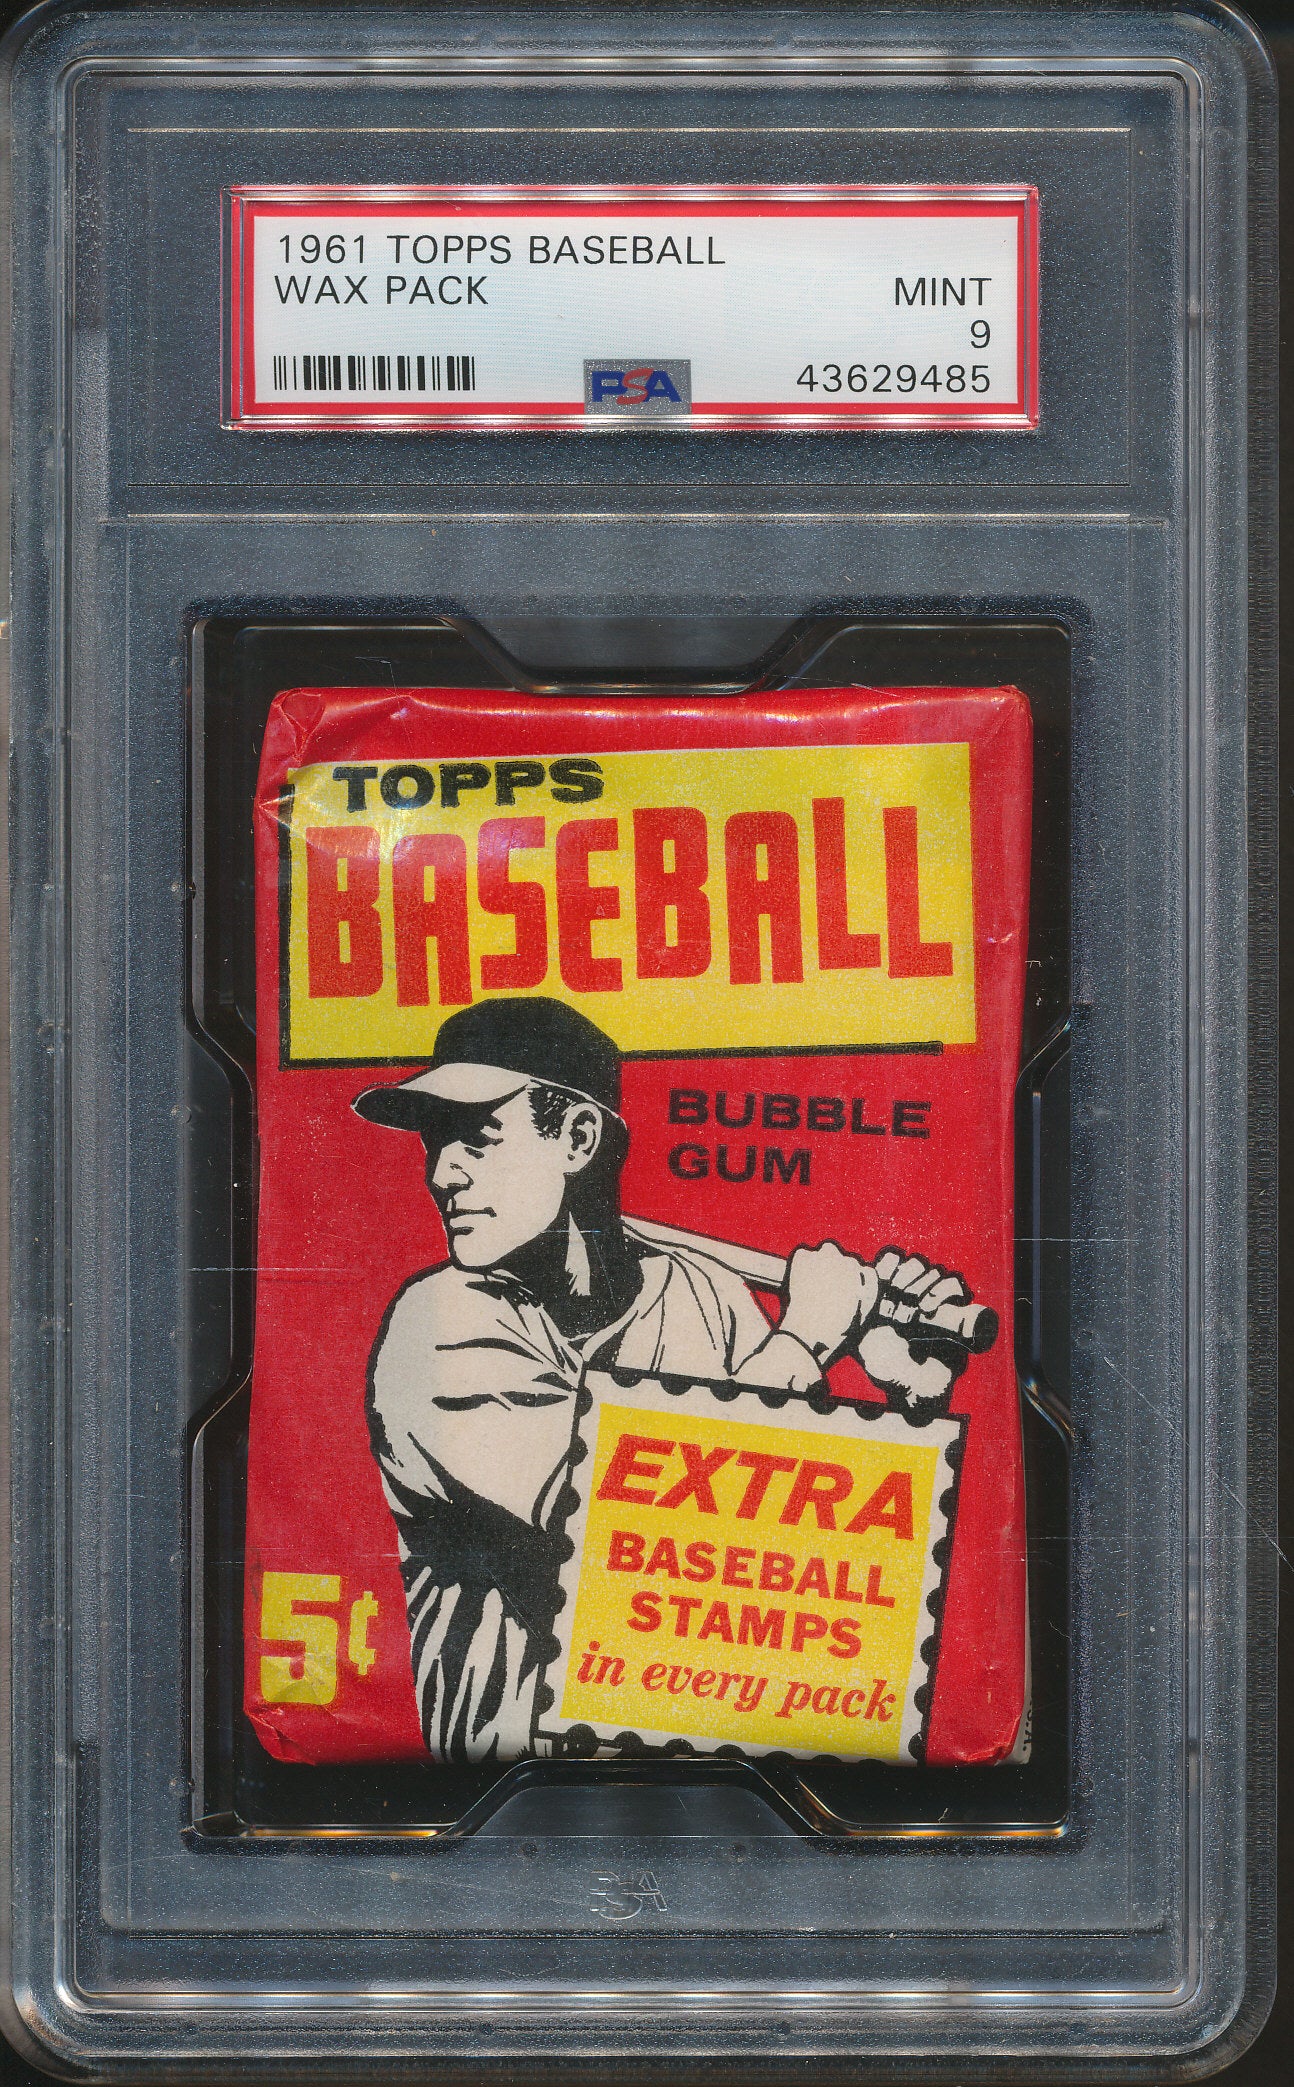 1961 TOPPS BASEBALL
WAX PACK
MINT
9
PSA
43629485
TOPPS
BASEBALL
BUBBLE
GUM
EXTRA
BASEBALL
STAMPS
in every pack
5¢
PSA